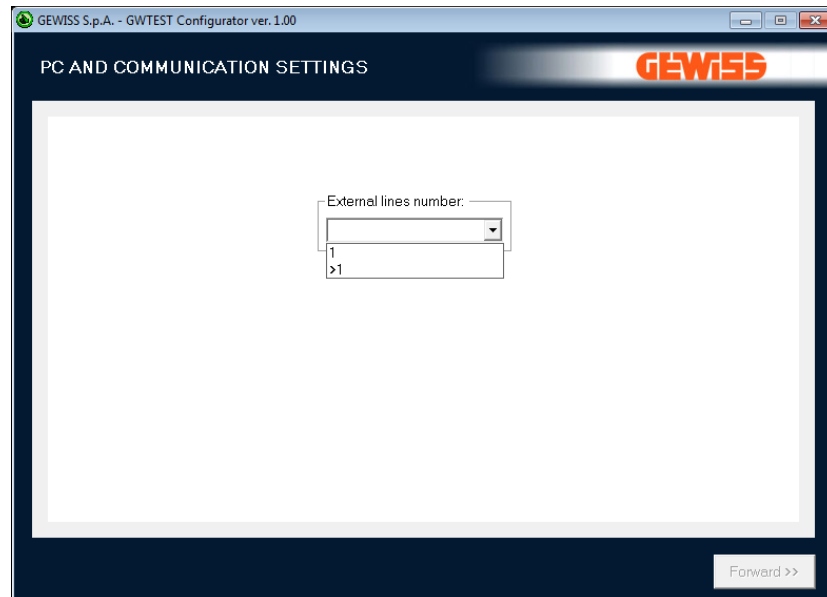 GEWISS S.p.A. - GWTEST Configurator ver. 1.00
PC AND COMMUNICATION SETTINGS
GEWiSS
External lines number:
1
>1
Forward >>